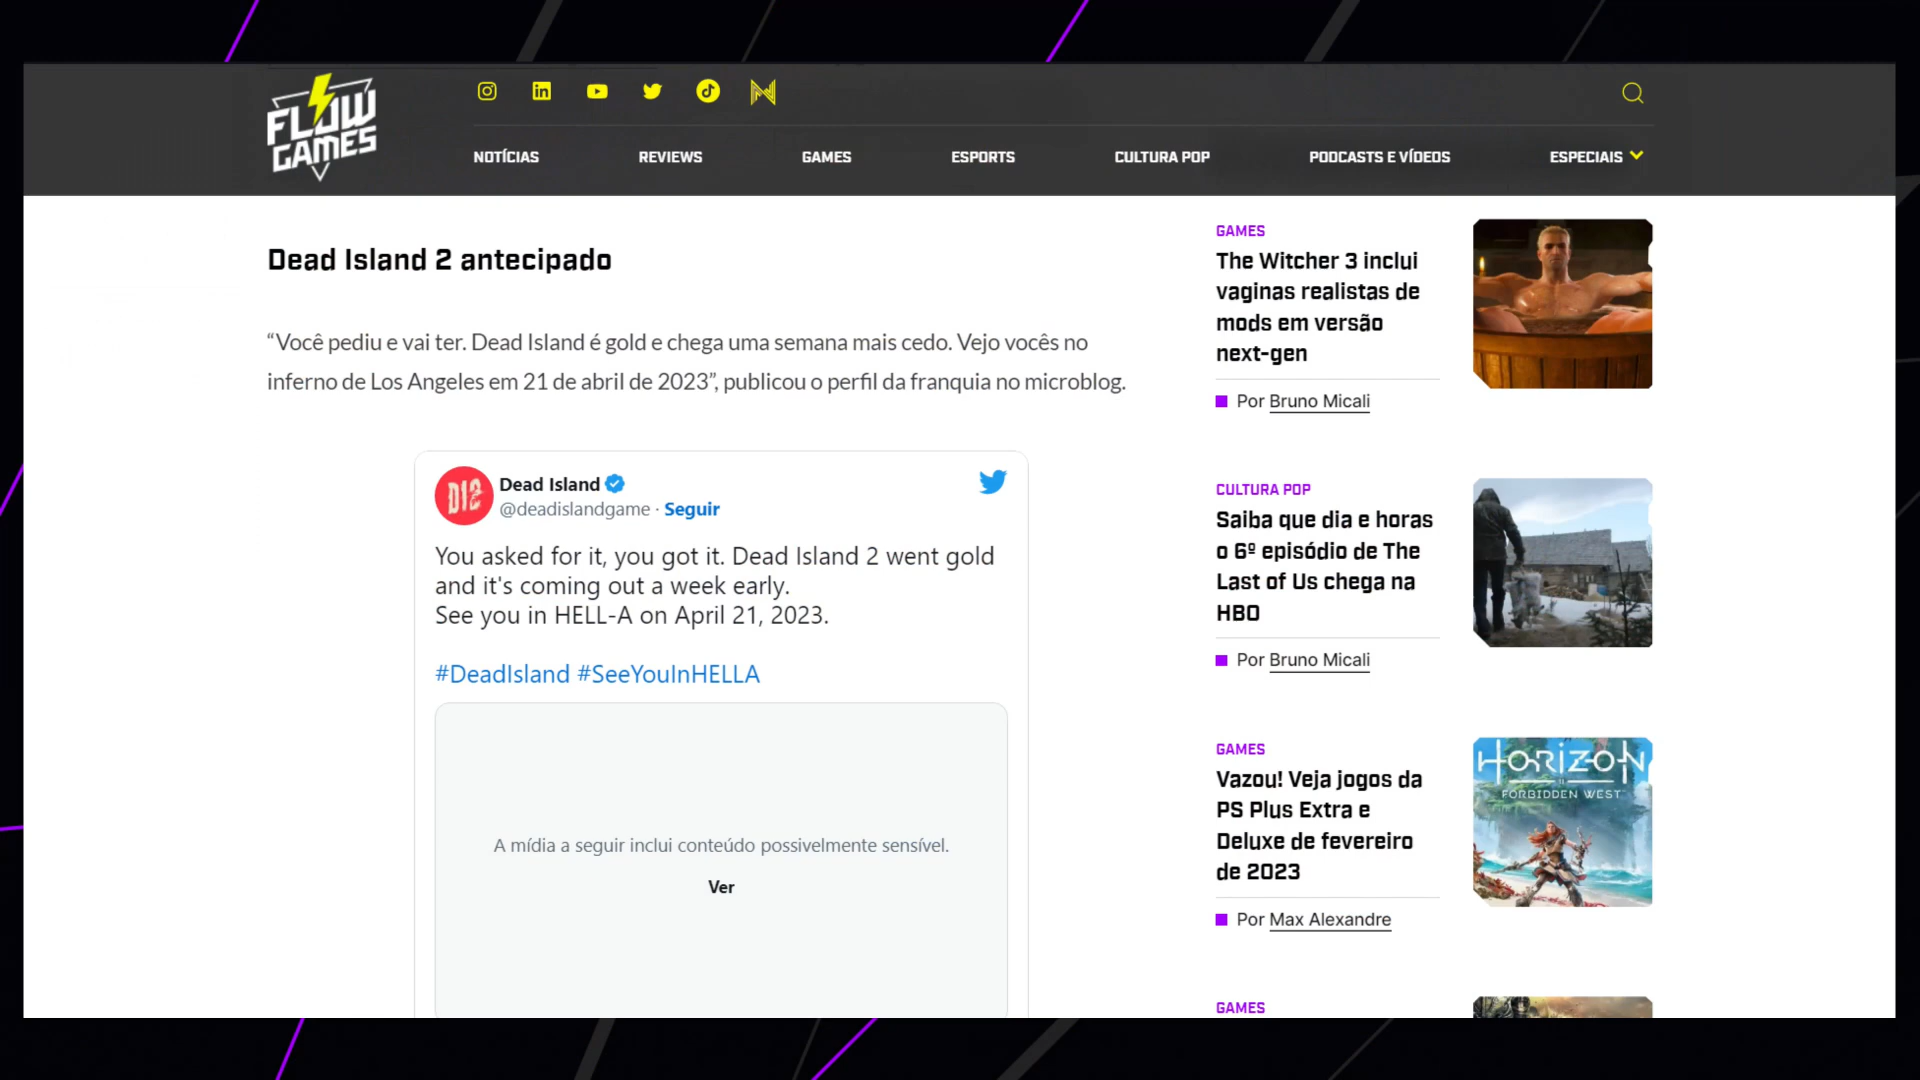 FLOW
GAMES
NOTÍCIAS
REVIEWS
GAMES
ESPORTS
CULTURA POP
PODCASTS E VÍDEOS
ESPECIAIS
Dead Island 2 antecipado
“Você pediu e vai ter. Dead Island é gold e chega uma semana mais cedo. Vejo vocês no
inferno de Los Angeles em 21 de abril de 2023”, publicou o perfil da franquia no microblog.
DI2
Dead Island
@deadislandgame · Seguir
You asked for it, you got it. Dead Island 2 went gold
and it's coming out a week early.
See you in HELL-A on April 21, 2023.
#DeadIsland #SeeYouInHELLA
A mídia a seguir inclui conteúdo possivelmente sensível.
Ver
GAMES
The Witcher 3 inclui
vaginas realistas de
mods em versão
next-gen
Por Bruno Micali
CULTURA POP
Saiba que dia e horas
o 6º episódio de The
Last of Us chega na
HBO
Por Bruno Micali
GAMES
Vazou! Veja jogos da
PS Plus Extra e
Deluxe de fevereiro
de 2023
Por Max Alexandre
HORIZON
FORBIDDEN WEST
GAMES